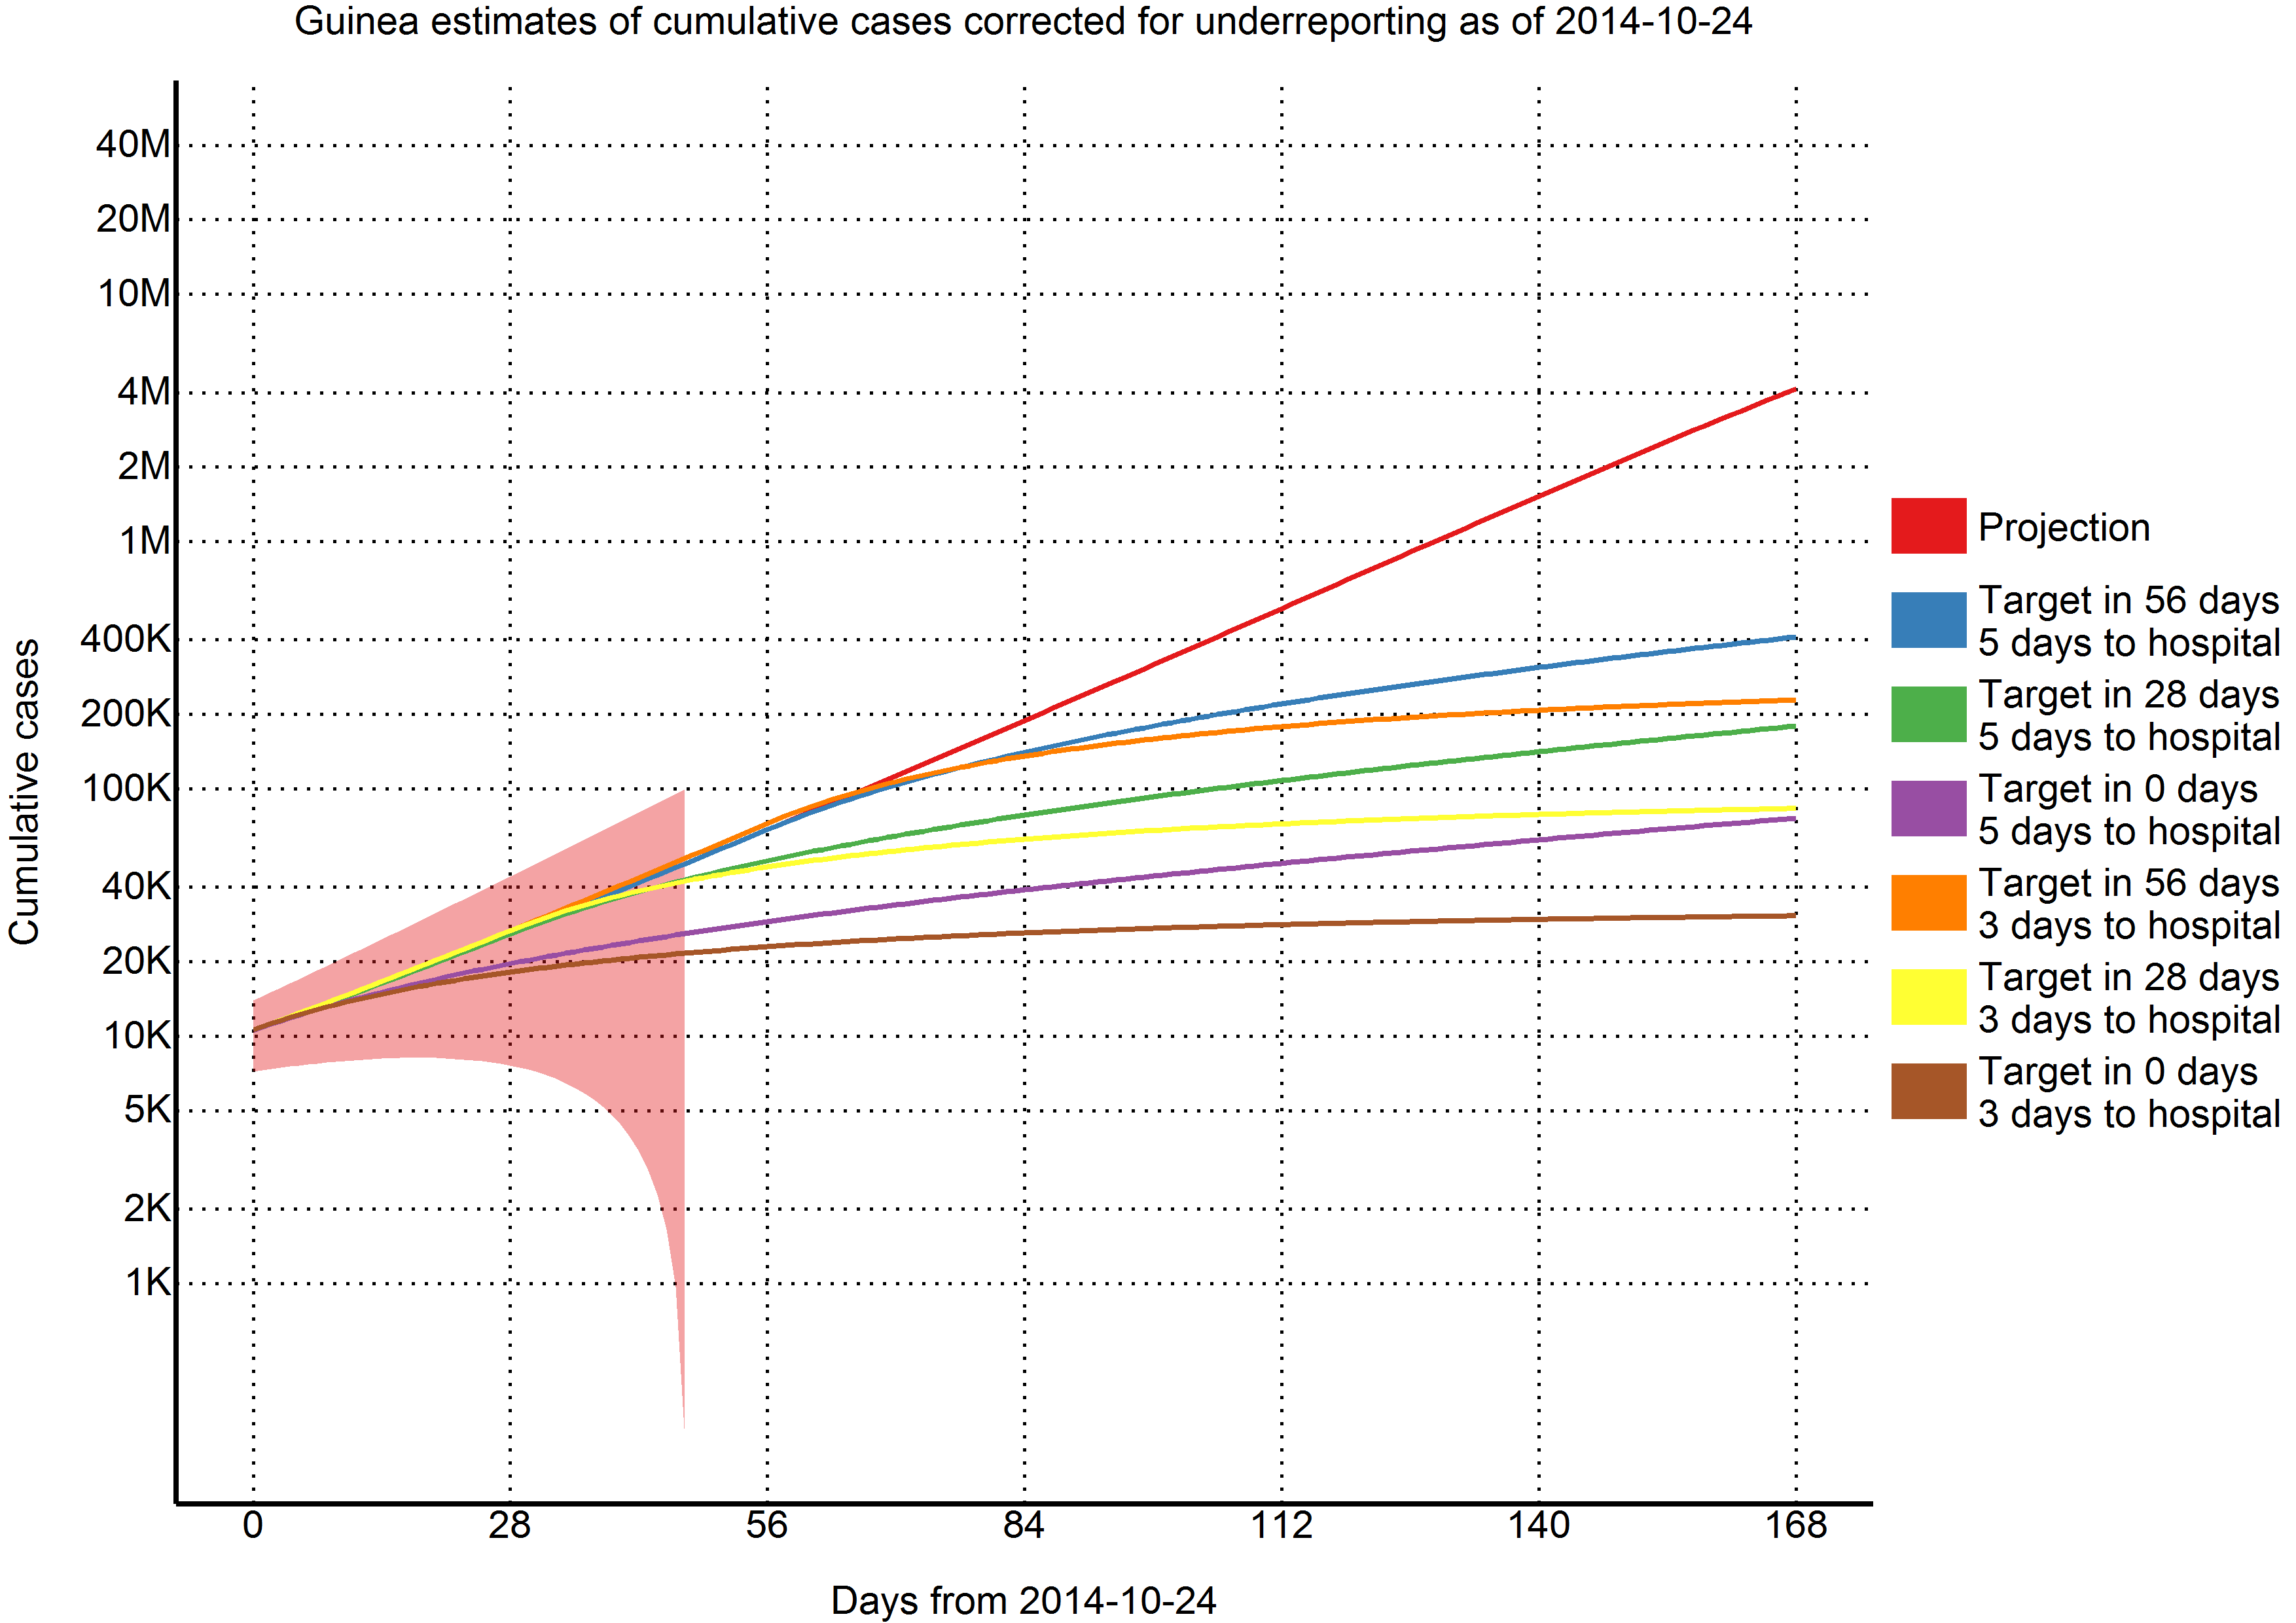 Guinea estimates of cumulative cases corrected for underreporting as of 2014-10-24
40M
20M
10M
4M
2M
1M
400K
200K
100K
40K
20K
10K
5K
2K
1K
Cumulative cases
0 28 56 84 112 140 168
Days from 2014-10-24
Projection
Target in 56 days
5 days to hospital
Target in 28 days
5 days to hospital
Target in 0 days
5 days to hospital
Target in 56 days
3 days to hospital
Target in 28 days
3 days to hospital
Target in 0 days
3 days to hospital